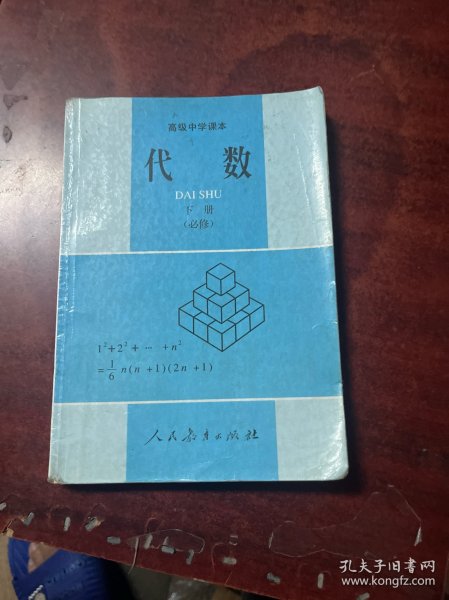 高级中学课本
代 数
DAI SHU
下 册
(必修)
1²+2²+ … +n²
=1/6 n(n+1)(2n+1)
人民教育出版社
孔夫子旧书网
www.kongfz.com